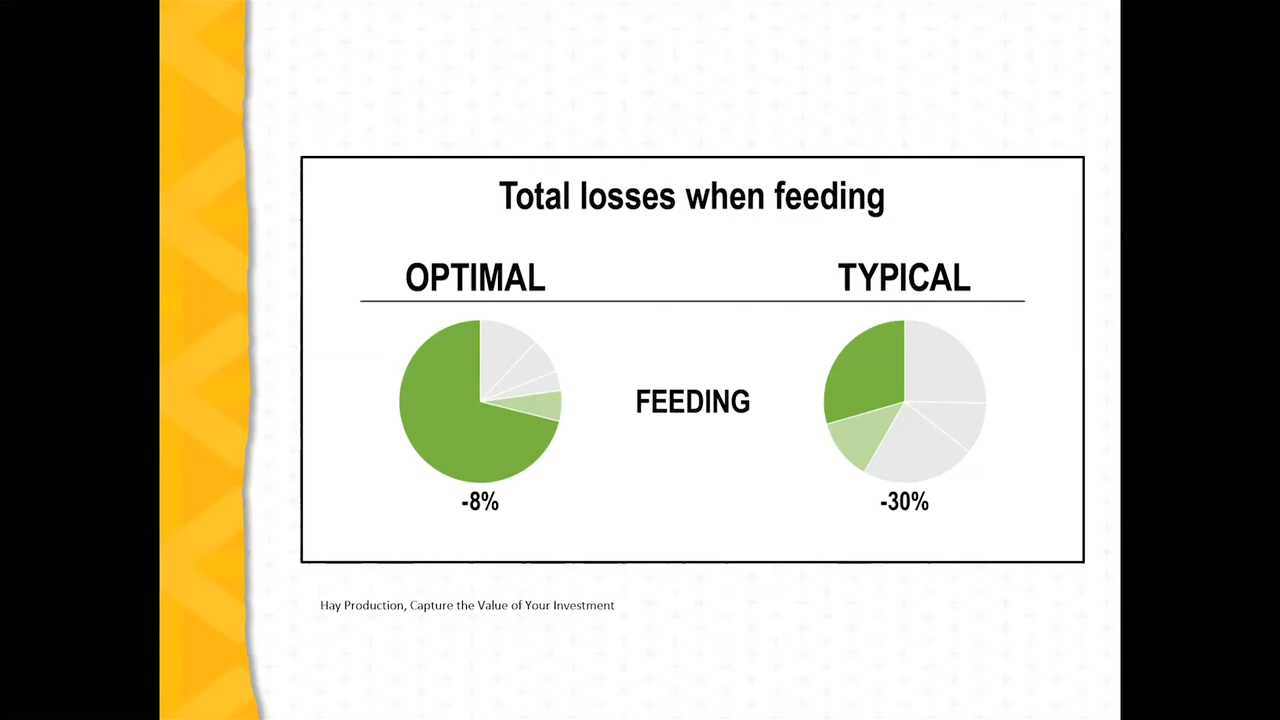 Total losses when feeding
OPTIMAL
TYPICAL
FEEDING
-8%
-30%
Hay Production, Capture the Value of Your Investment